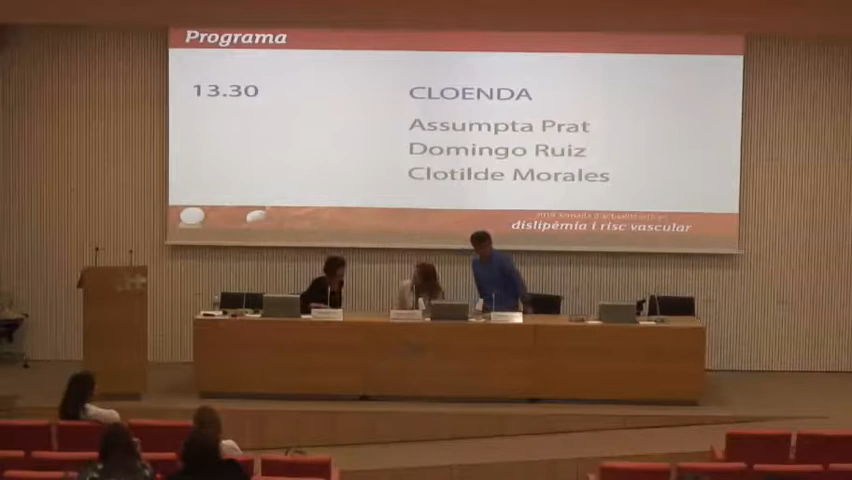 Programa
13.30
CLOENDA
Assumpta Prat
Domingo Ruiz
Clotilde Morales
dislipèmia i risc vascular